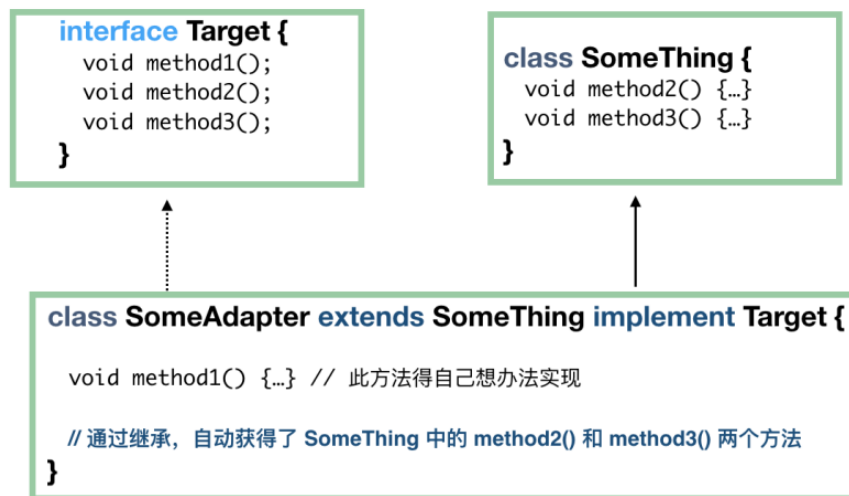 interface Target {
void method1();
void method2();
void method3();
}
class SomeThing {
void method2() {…}
void method3() {…}
}
class SomeAdapter extends SomeThing implement Target {
void method1() {…} // 此方法得自己想办法实现
// 通过继承，自动获得了 SomeThing 中的 method2() 和 method3() 两个方法
}